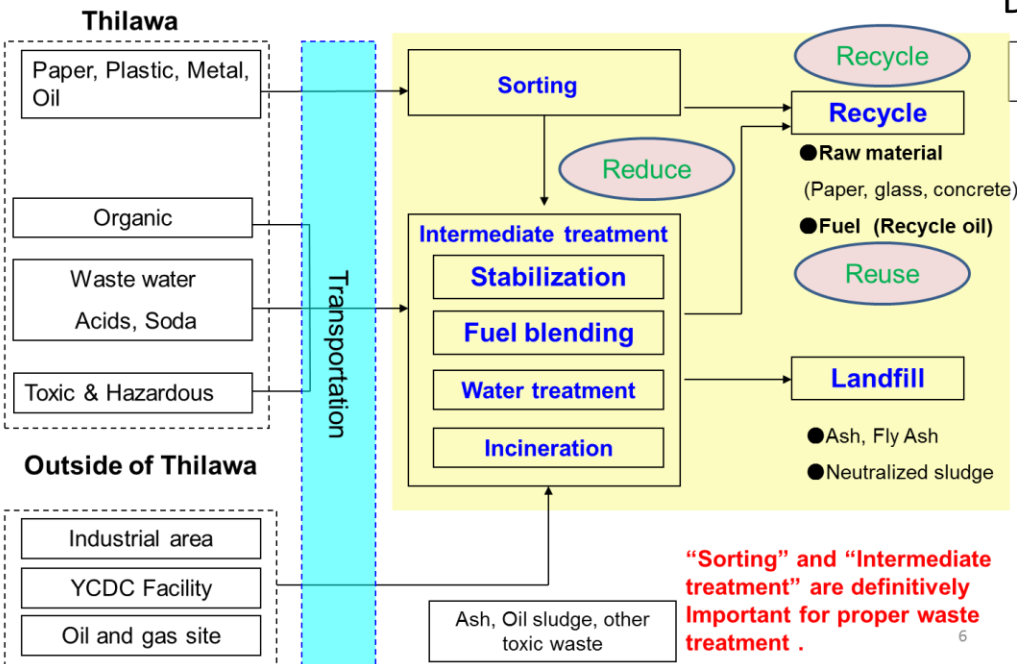 Thilawa
Paper, Plastic, Metal,
Oil
Organic
Waste water
Acids, Soda
Toxic & Hazardous
Outside of Thilawa
Industrial area
YCDC Facility
Oil and gas site
Transportation
Sorting
Reduce
Intermediate treatment
Stabilization
Fuel blending
Water treatment
Incineration
Ash, Oil sludge, other
toxic waste
Recycle
Recycle
●Raw material
(Paper, glass, concrete)
●Fuel (Recycle oil)
Reuse
Landfill
●Ash, Fly Ash
●Neutralized sludge
“Sorting” and “Intermediate
treatment” are definitively
Important for proper waste
treatment .
6